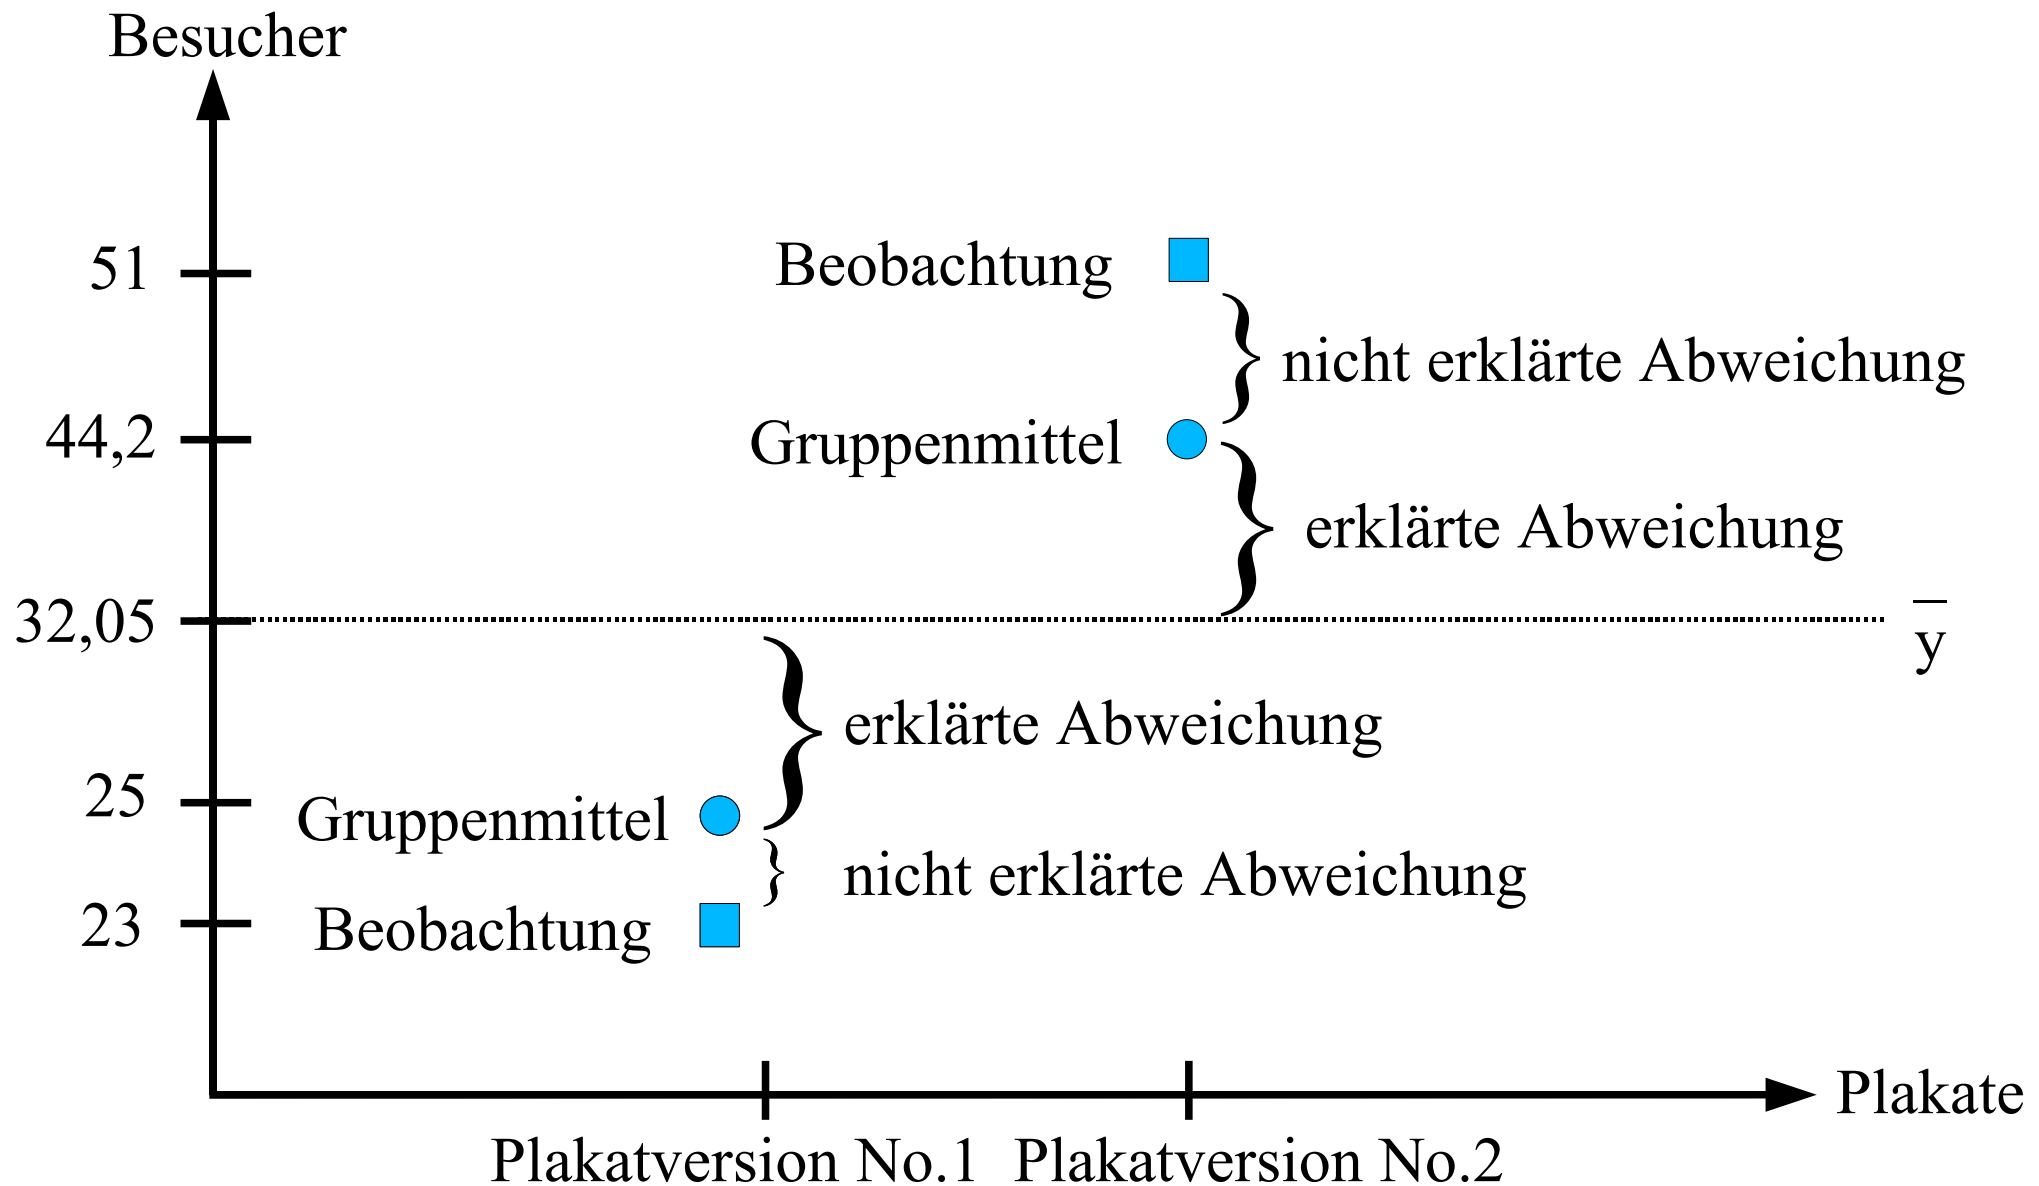 Besucher
51
Beobachtung
nicht erklärte Abweichung
44,2
Gruppenmittel
erklärte Abweichung
32,05
y̅
erklärte Abweichung
25
Gruppenmittel
nicht erklärte Abweichung
23
Beobachtung
Plakate
Plakatversion No.1
Plakatversion No.2